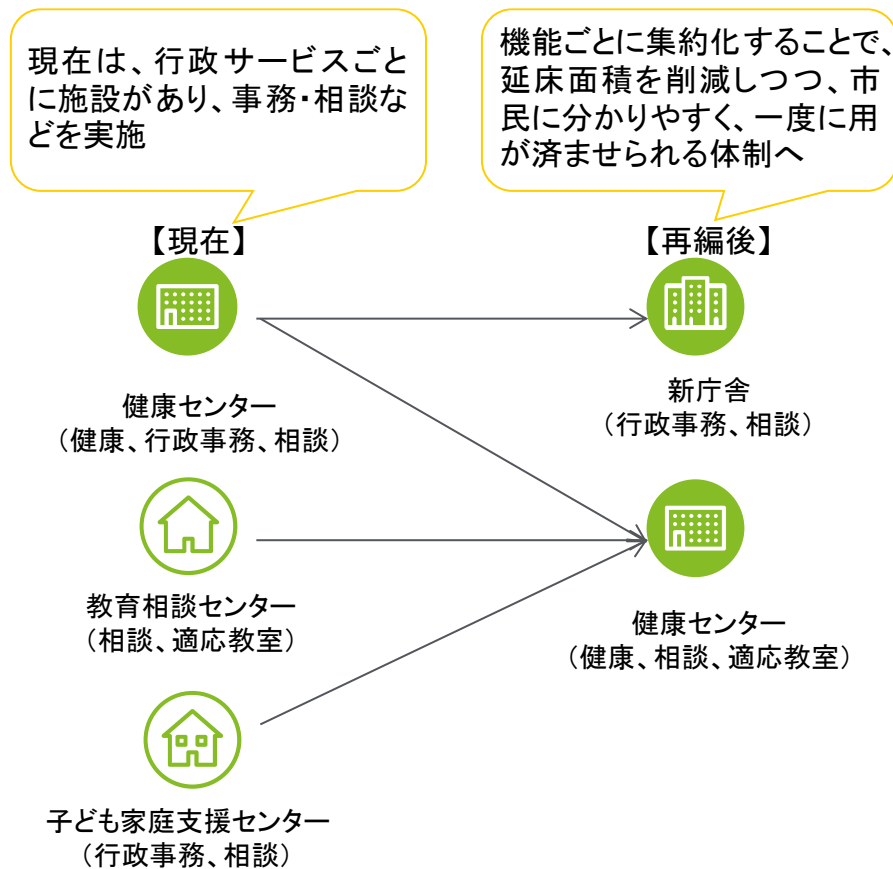 現在は、行政サービスごと
に施設があり、事務・相談な
どを実施
機能ごとに集約化することで、
延床面積を削減しつつ、市
民に分かりやすく、一度に用
が済ませられる体制へ
【現在】
【再編後】
健康センター
（健康、行政事務、相談）
新庁舎
（行政事務、相談）
教育相談センター
（相談、適応教室）
健康センター
（健康、相談、適応教室）
子ども家庭支援センター
（行政事務、相談）